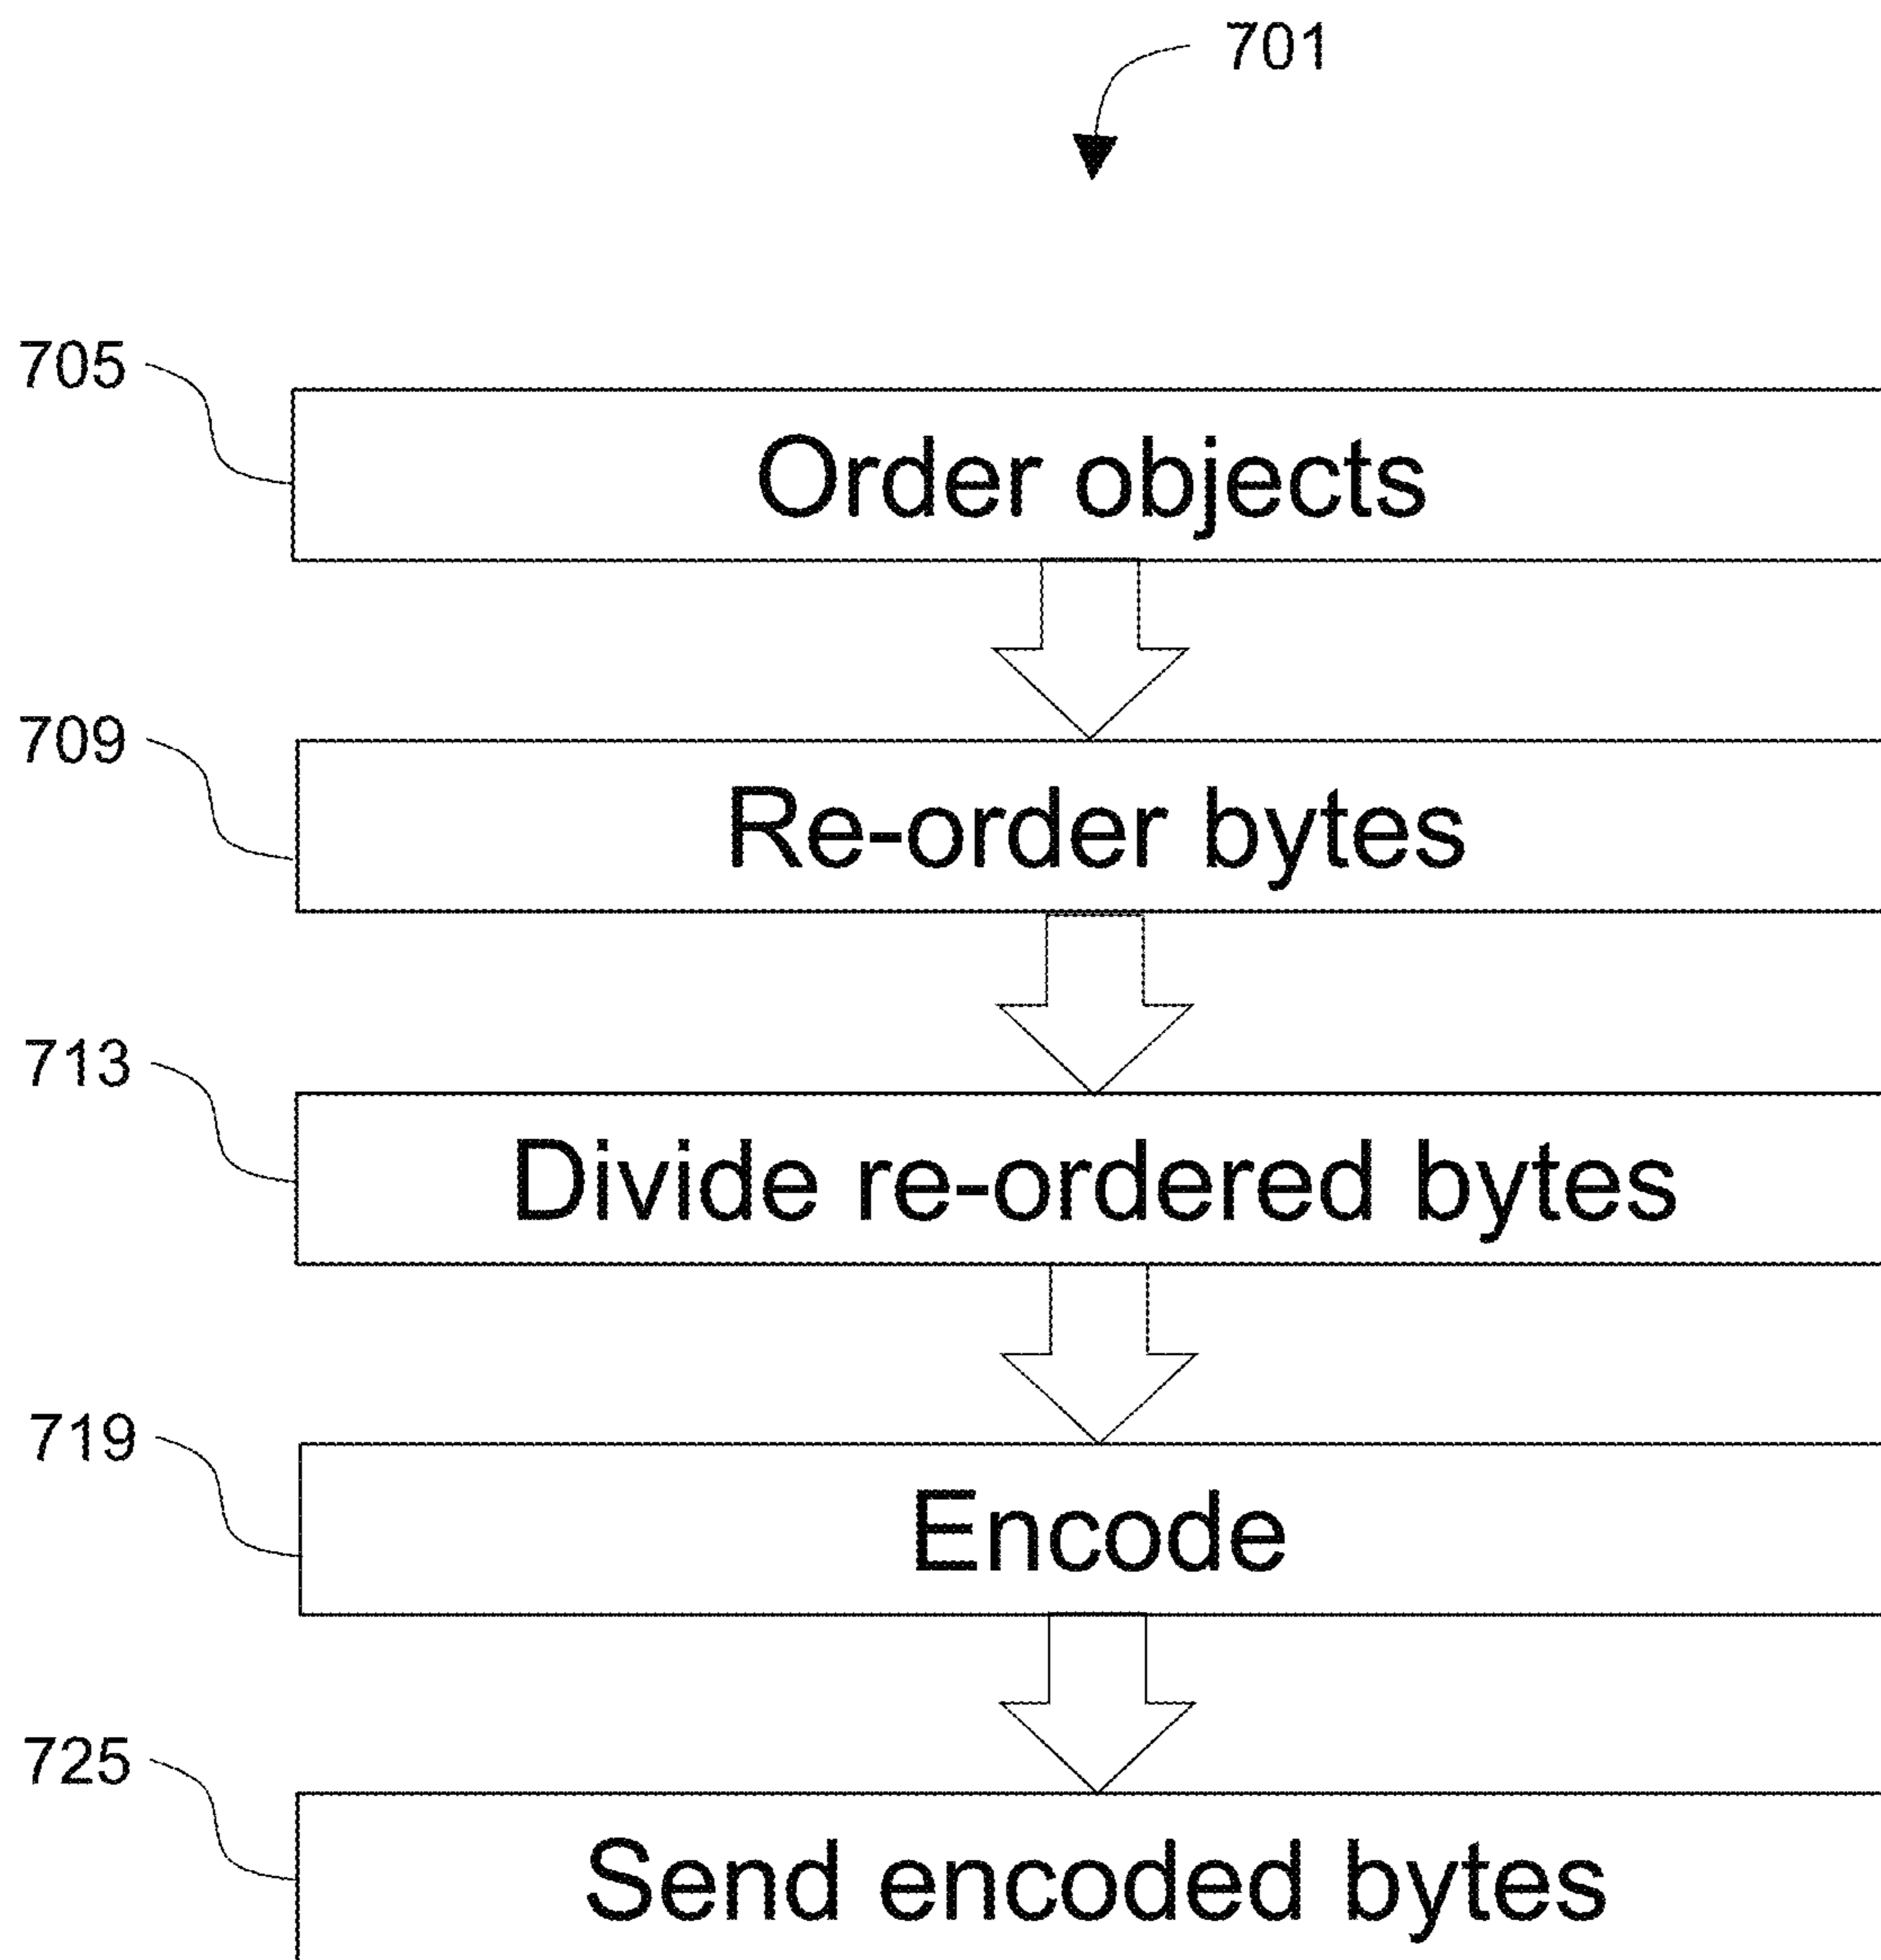 701
705
Order objects
709
Re-order bytes
713
Divide re-ordered bytes
719
Encode
725
Send encoded bytes